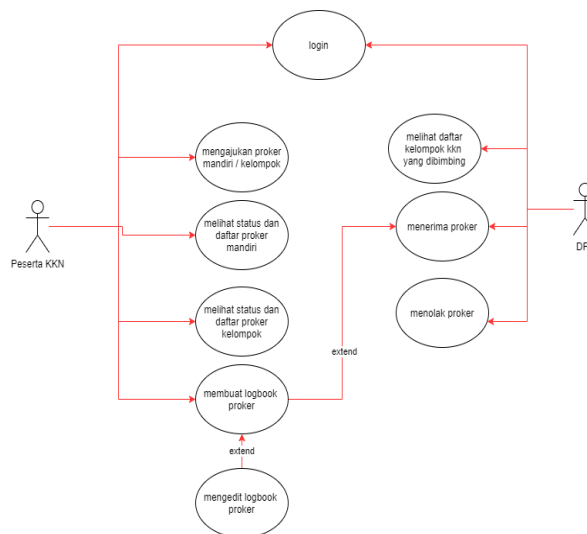 login
mengajukan proker
mandiri / kelompok
melihat daftar
kelompok kkn
yang dibimbing
melihat status dan
daftar proker
mandiri
menerima proker
Peserta KKN
melihat status dan
daftar proker
kelompok
menolak proker
extend
membuat logbook
proker
extend
mengedit logbook
proker